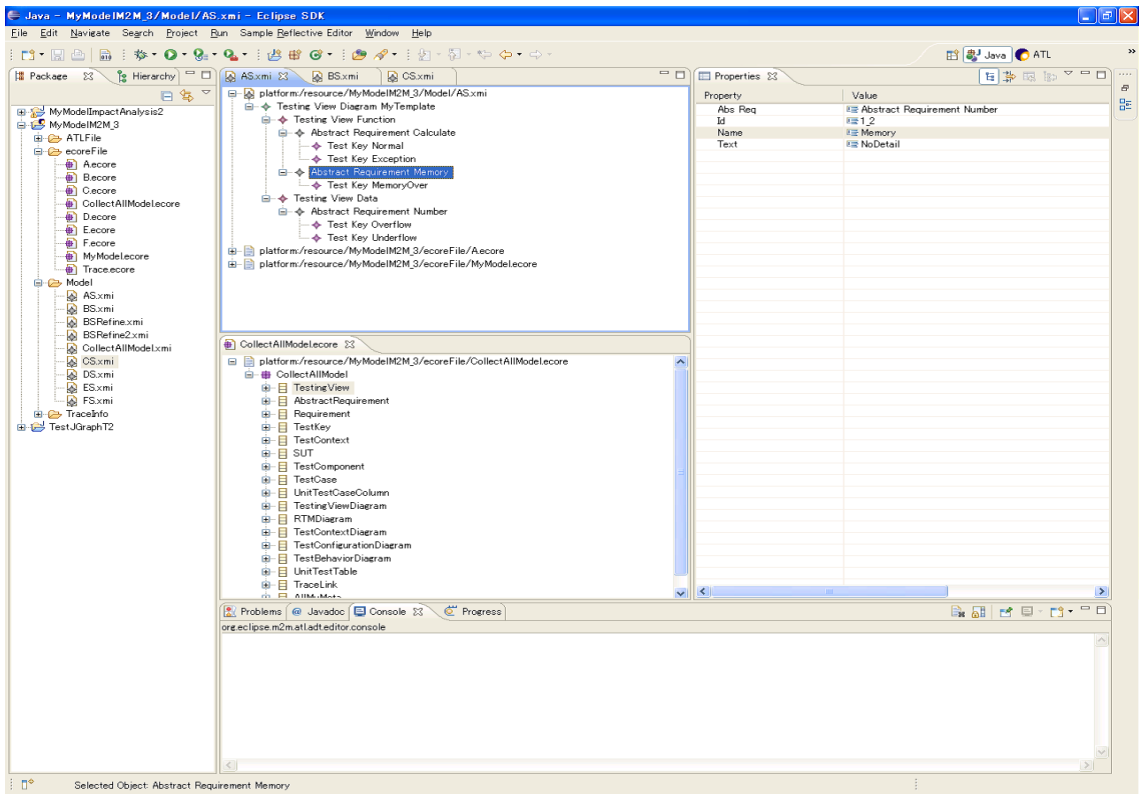 Java - MyModelM2M_3/Model/AS.xmi - Eclipse SDK
File Edit Navigate Search Project Run Sample Reflective Editor Window Help
Java ATL
Package Hierarchy
MyModelImpactAnalysis2
MyModelM2M_3
ATLFile
ecoreFile
A.ecore
B.ecore
C.ecore
CollectAllModel.ecore
D.ecore
E.ecore
F.ecore
MyModel.ecore
Trace.ecore
Model
AS.xmi
BS.xmi
BSRefine.xmi
BSRefine2.xmi
CollectAllModel.xmi
CS.xmi
DS.xmi
ES.xmi
FS.xmi
TraceInfo
TestJGraphT2
AS.xmi BS.xmi CS.xmi
platform:/resource/MyModelM2M_3/Model/AS.xmi
Testing View Diagram MyTemplate
Testing View Function
Abstract Requirement Calculate
Test Key Normal
Test Key Exception
Abstract Requirement Memory
Test Key MemoryOver
Testing View Data
Abstract Requirement Number
Test Key Overflow
Test Key Underflow
platform:/resource/MyModelM2M_3/ecoreFile/A.ecore
platform:/resource/MyModelM2M_3/ecoreFile/MyModel.ecore
CollectAllModel.ecore
platform:/resource/MyModelM2M_3/ecoreFile/CollectAllModel.ecore
CollectAllModel
TestingView
AbstractRequirement
Requirement
TestKey
TestContext
SUT
TestComponent
TestCase
UnitTestCaseColumn
TestingViewDiagram
RTMDiagram
TestContextDiagram
TestConfigurationDiagram
TestBehaviorDiagram
UnitTestTable
TraceLink
AllMyMeta
Properties
Property Value
Abs Req Abstract Requirement Number
Id 1_2
Name Memory
Text NoDetail
Problems Javadoc Console Progress
org.eclipse.m2m.atl.adt.editor.console
Selected Object: Abstract Requirement Memory